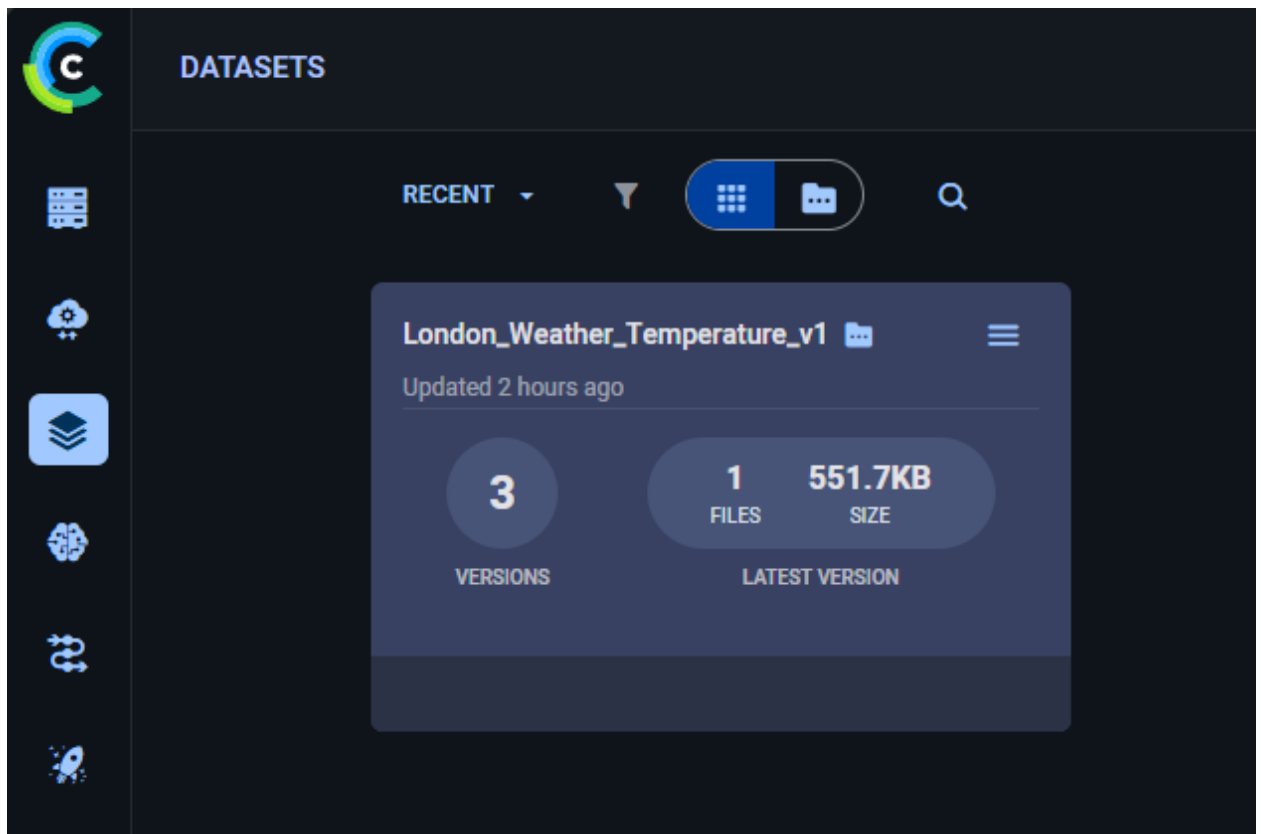 C
DATASETS
RECENT
London_Weather_Temperature_v1
Updated 2 hours ago
3
VERSIONS
1 551.7KB
FILES SIZE
LATEST VERSION